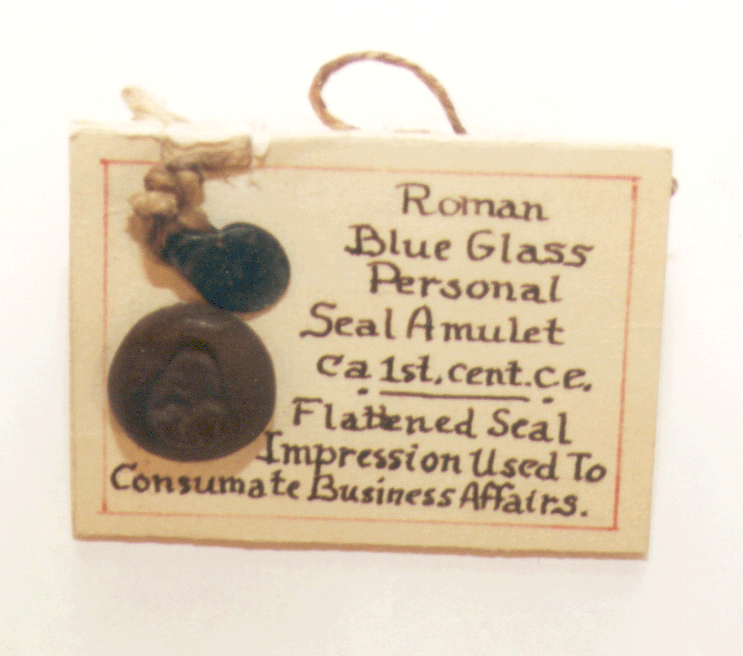 Roman
Blue Glass
Personal
Seal Amulet
ca 1st. cent. c.e.
Flattened Seal
Impression Used To
Consumate Business Affairs.